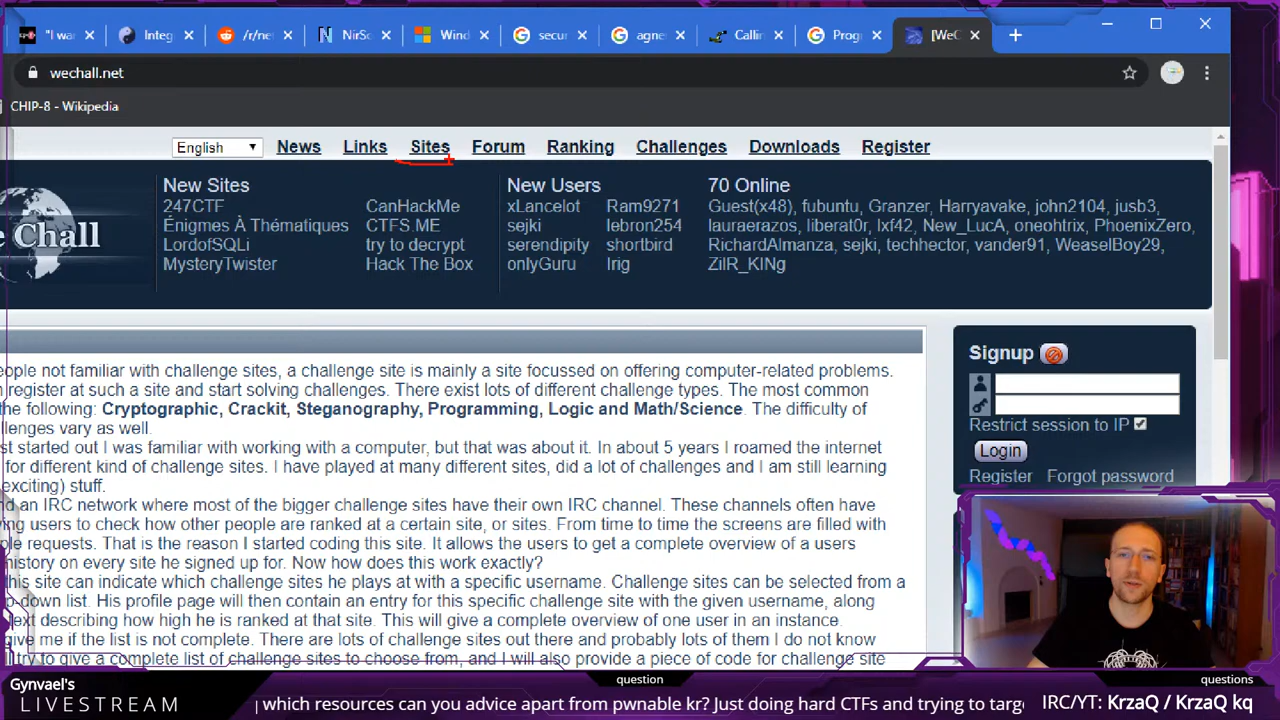 "I wa
Integ
r/ne
NirSo
Wind
secur
agne
Callin
Prog
[WeC
wechall.net
CHIP-8 - Wikipedia
English
News
Links
Sites
Forum
Ranking
Challenges
Downloads
Register
e Chall
New Sites
247CTF
CanHackMe
Énigmes À Thématiques
CTFS.ME
LordofSQLi
try to decrypt
MysteryTwister
Hack The Box
New Users
xLancelot
Ram9271
sejki
lebron254
serendipity
shortbird
onlyGuru
Irig
70 Online
Guest(x48), fubuntu, Granzer, Harryavake, john2104, jusb3,
lauraerazos, liberat0r, lxf42, New_LucA, oneohtrix, PhoenixZero,
RichardAlmanza, sejki, techhector, vander91, WeaselBoy29,
ZiIR_KINg
eople not familiar with challenge sites, a challenge site is mainly a site focussed on offering computer-related problems.
n register at such a site and start solving challenges. There exist lots of different challenge types. The most common
the following: Cryptographic, Crackit, Steganography, Programming, Logic and Math/Science. The difficulty of
lenges vary as well.
st started out I was familiar with working with a computer, but that was about it. In about 5 years I roamed the internet
for different kind of challenge sites. I have played at many different sites, did a lot of challenges and I am still learning
exciting) stuff.
nd an IRC network where most of the bigger challenge sites have their own IRC channel. These channels often have
ying users to check how other people are ranked at a certain site, or sites. From time to time the screens are filled with
ple requests. That is the reason I started coding this site. It allows the users to get a complete overview of a users
history on every site he signed up for. Now how does this work exactly?
this site can indicate which challenge sites he plays at with a specific username. Challenge sites can be selected from a
down list. His profile page will then contain an entry for this specific challenge site with the given username, along
ext describing how high he is ranked at that site. This will give a complete overview of one user in an instance.
give me if the list is not complete. There are lots of challenge sites out there and probably lots of them I do not know
try to give a complete list of challenge sites to choose from, and I will also provide a piece of code for challenge site
Signup
Restrict session to IP
Login
Register
Forgot password
Gynvael's
LIVESTREAM
question
questions
which resources can you advice apart from pwnable kr? Just doing hard CTFs and trying to targe
IRC/YT: KrzaQ / KrzaQ kq